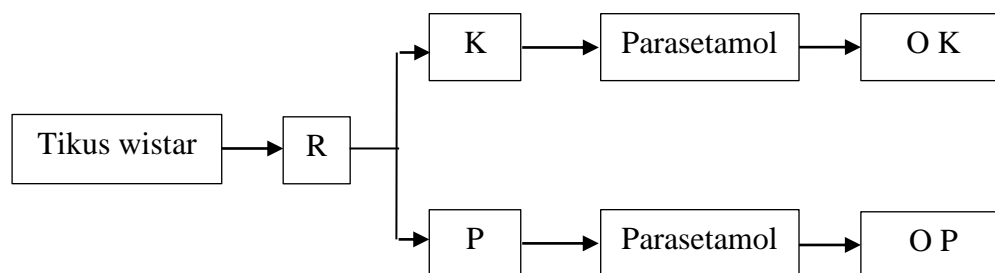 K
Parasetamol
O K
Tikus wistar
R
P
Parasetamol
O P